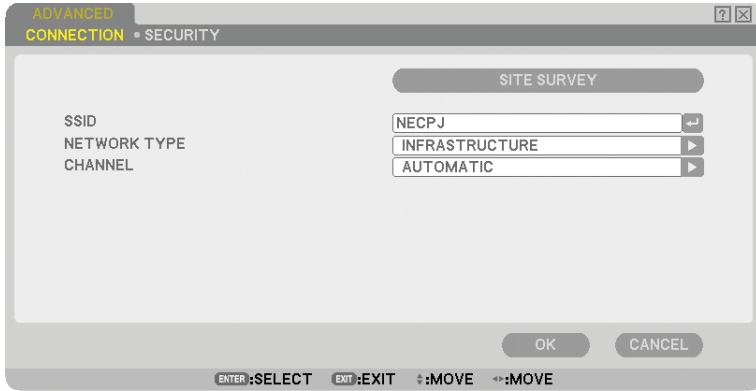 ADVANCED
CONNECTION • SECURITY
SITE SURVEY
SSID NECPJ
NETWORK TYPE INFRASTRUCTURE
CHANNEL AUTOMATIC
OK CANCEL
ENTER :SELECT EXIT :EXIT :MOVE :MOVE